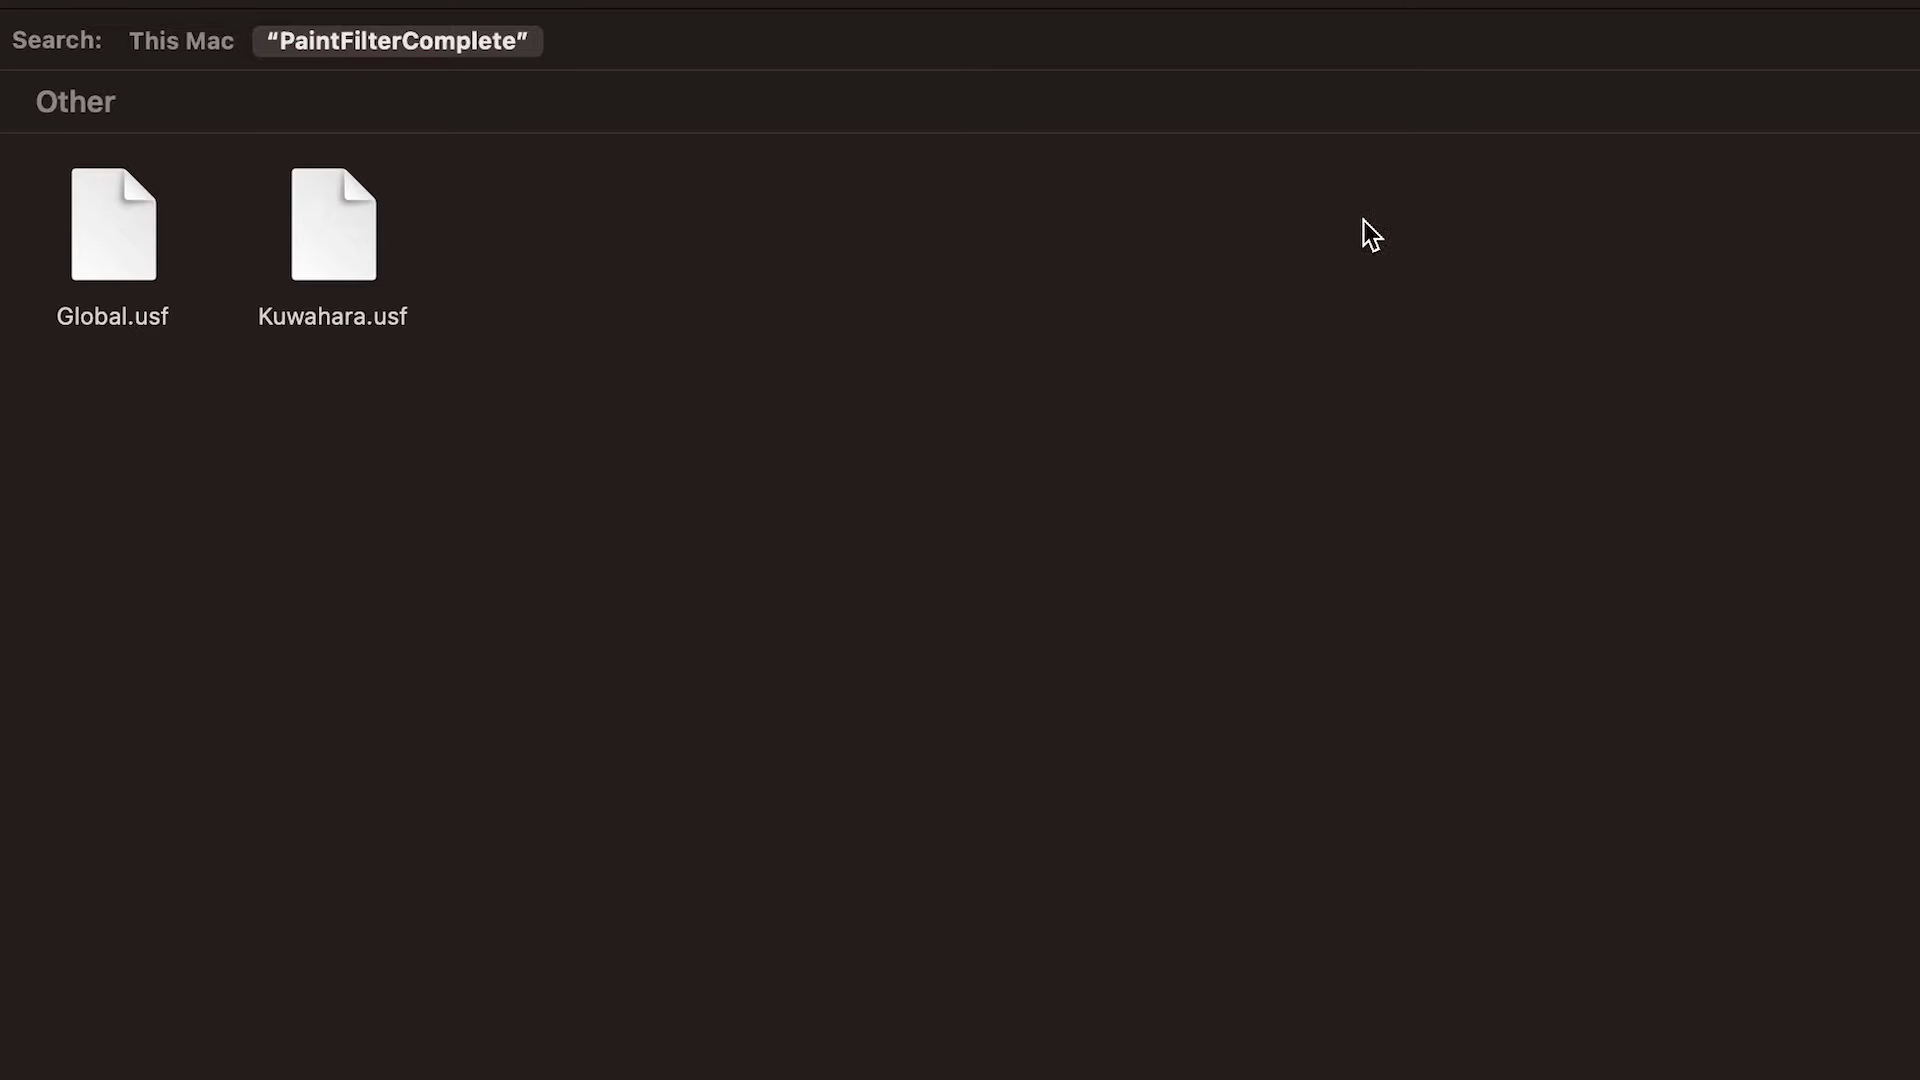 Search: This Mac “PaintFilterComplete”
Other
Global.usf Kuwahara.usf